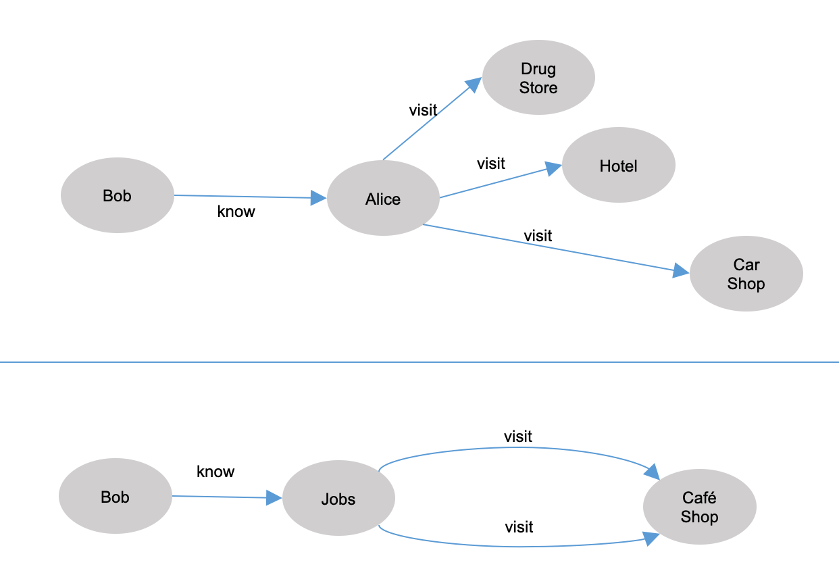 Drug
Store
visit
visit
Hotel
Bob
Alice
know
visit
Car
Shop
visit
know
Bob
Jobs
Café
Shop
visit